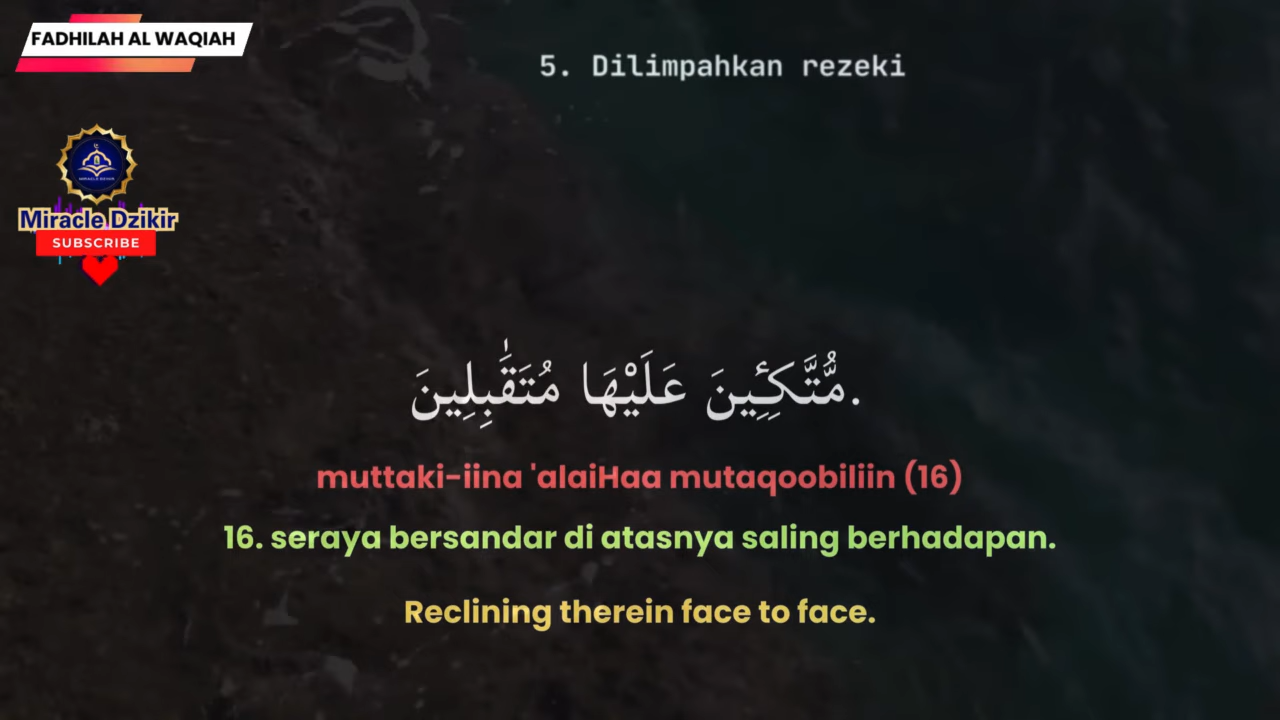 FADHILAH AL WAQIAH
5. Dilimpahkan rezeki
Miracle Dzikir
SUBSCRIBE
مُّتَّكِـِٔينَ عَلَيْهَا مُتَقَٰبِلِينَ.
muttaki-iina 'alaiHaa mutaqoobiliin (16)
16. seraya bersandar di atasnya saling berhadapan.
Reclining therein face to face.